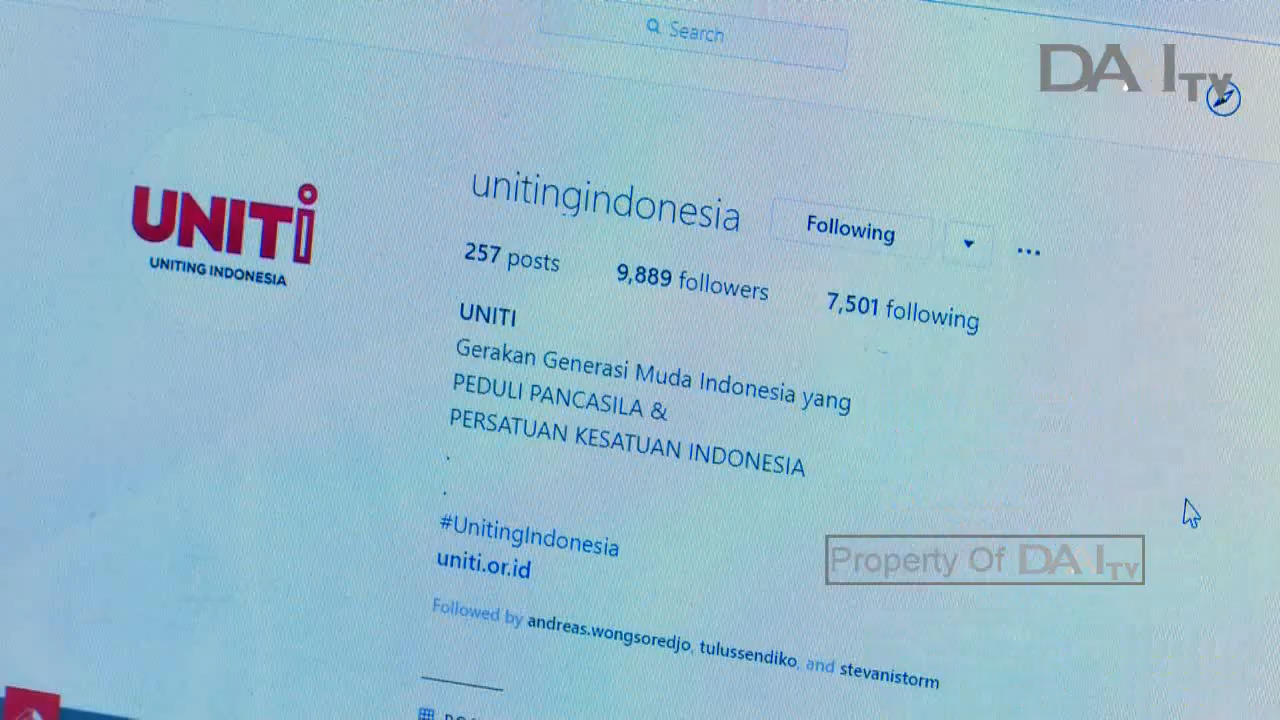 Search
DAAI TV
UNITi
UNITING INDONESIA
unitingindonesia Following
257 posts 9,889 followers 7,501 following
UNITI
Gerakan Generasi Muda Indonesia yang
PEDULI PANCASILA &
PERSATUAN KESATUAN INDONESIA
.
.
#UnitingIndonesia
uniti.or.id
Property Of DAAI TV
Followed by andreas.wongsoredjo, tulussendiko, and stevanistorm